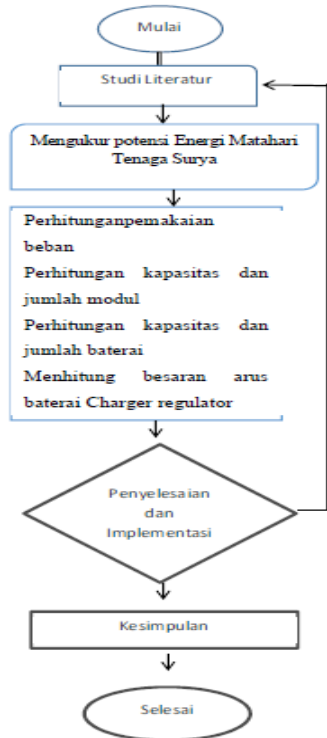 Mulai
Studi Literatur
Mengukur potensi Energi Matahari
Tenaga Surya
Perhitunganpemakaian
beban
Perhitungan kapasitas dan
jumlah modul
Perhitungan kapasitas dan
jumlah baterai
Menhitung besaran arus
baterai Charger regulator
Penyelesaian
dan
Implementasi
Kesimpulan
Selesai